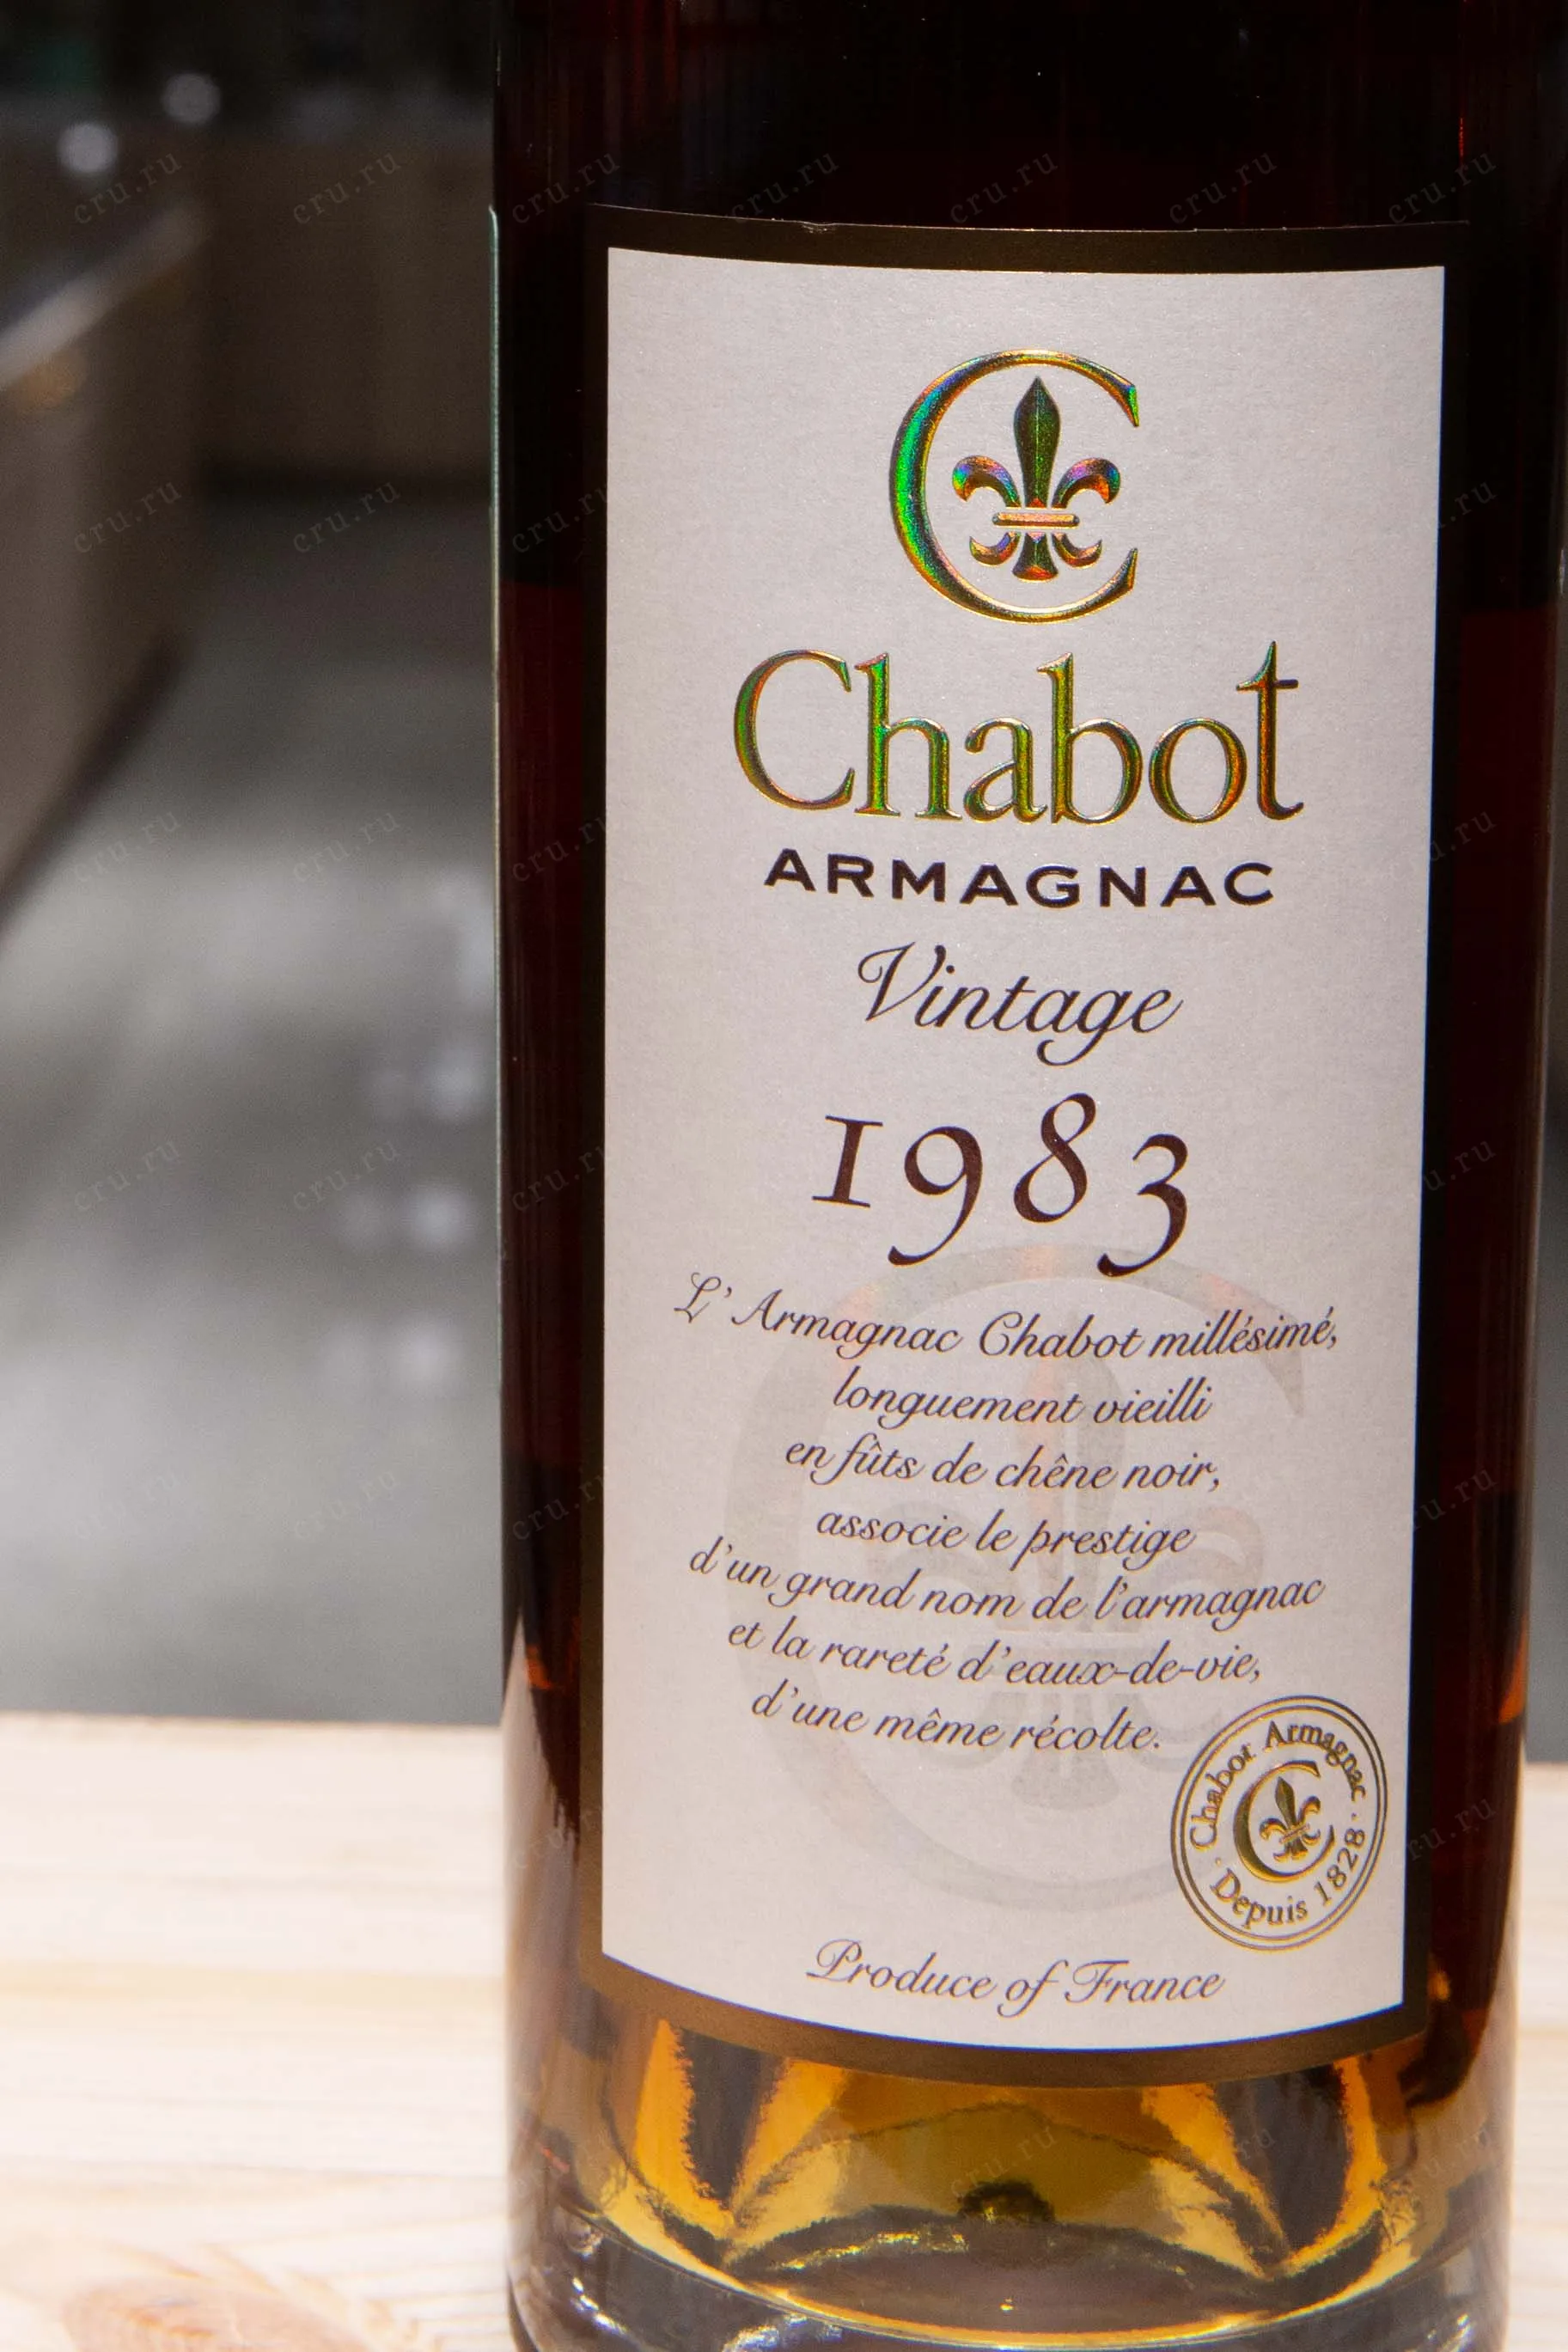 C
Chabot
ARMAGNAC
Vintage
1983
L'Armagnac Chabot millésimé,
longuement vieilli
en fûts de chêne noir,
associe le prestige
d'un grand nom de l'armagnac
et la rareté d'eaux-de-vie,
d'une même récolte.
Chabot Armagnac
C
· Depuis 1828 ·
Produce of France
cru.ru